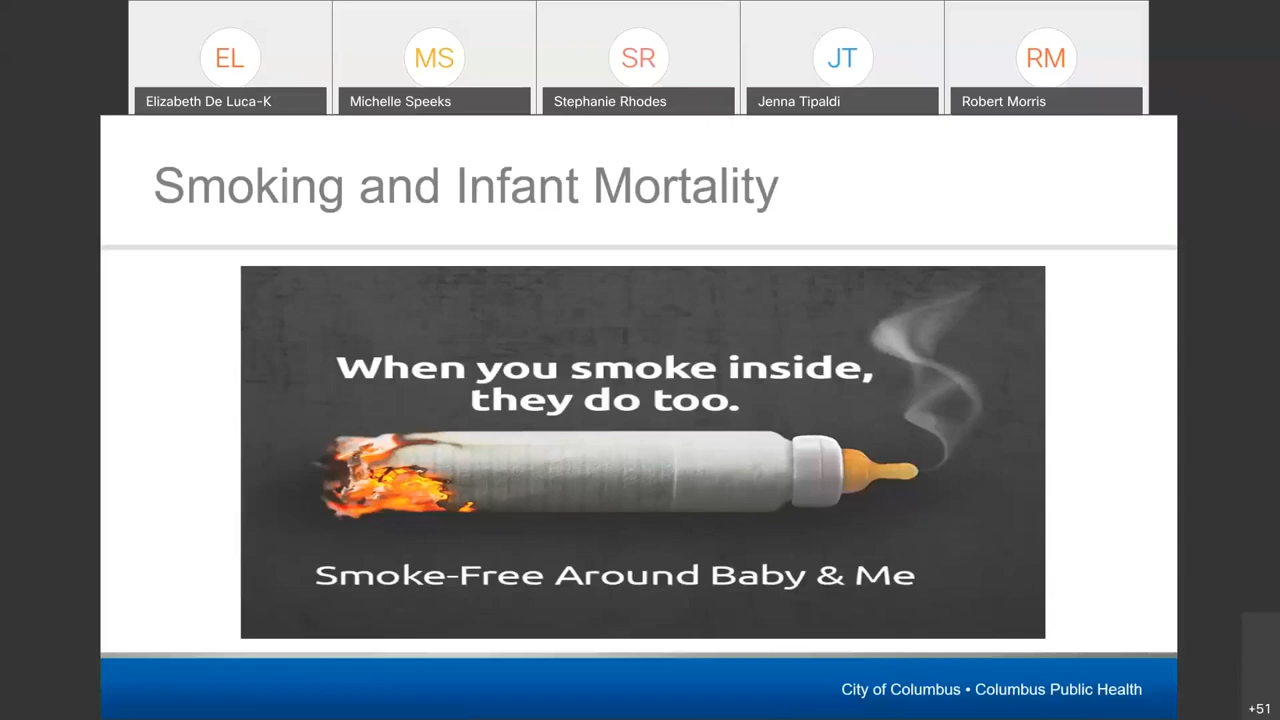 EL
MS
SR
JT
RM
Elizabeth De Luca-K
Michelle Speeks
Stephanie Rhodes
Jenna Tipaldi
Robert Morris
Smoking and Infant Mortality
When you smoke inside,
they do too.
Smoke-Free Around Baby & Me
City of Columbus • Columbus Public Health
+51